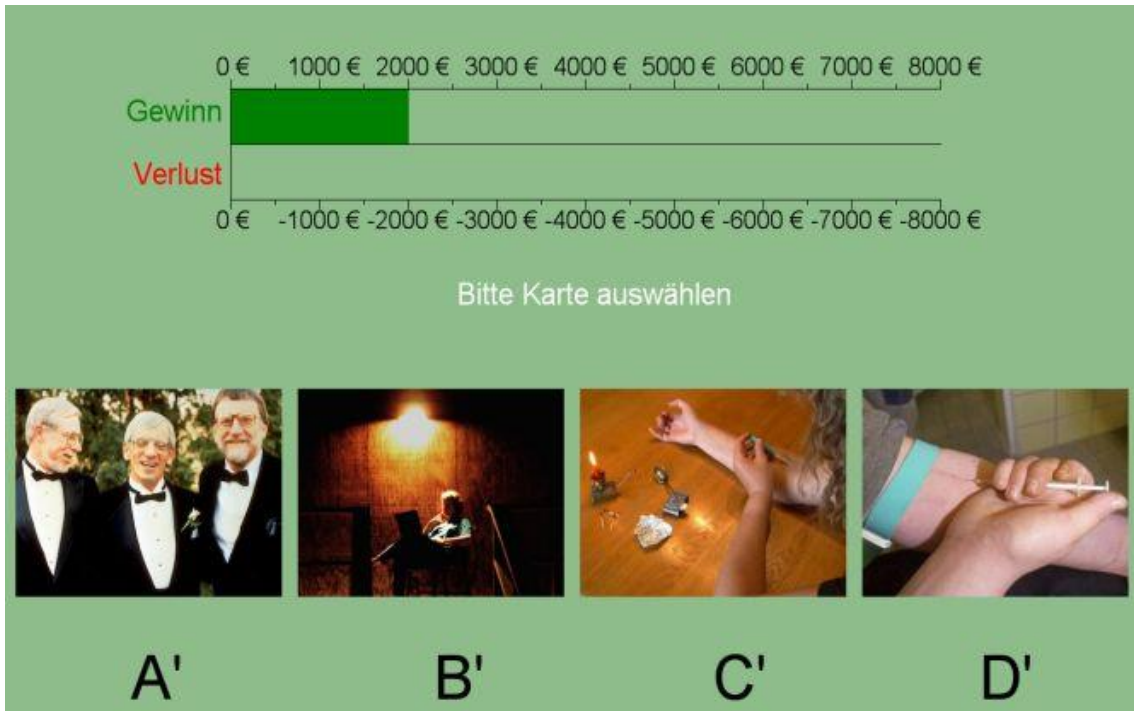 0 € 1000 € 2000 € 3000 € 4000 € 5000 € 6000 € 7000 € 8000 €
Gewinn
Verlust
0 € -1000 € -2000 € -3000 € -4000 € -5000 € -6000 € -7000 € -8000 €
Bitte Karte auswählen
A' B' C' D'